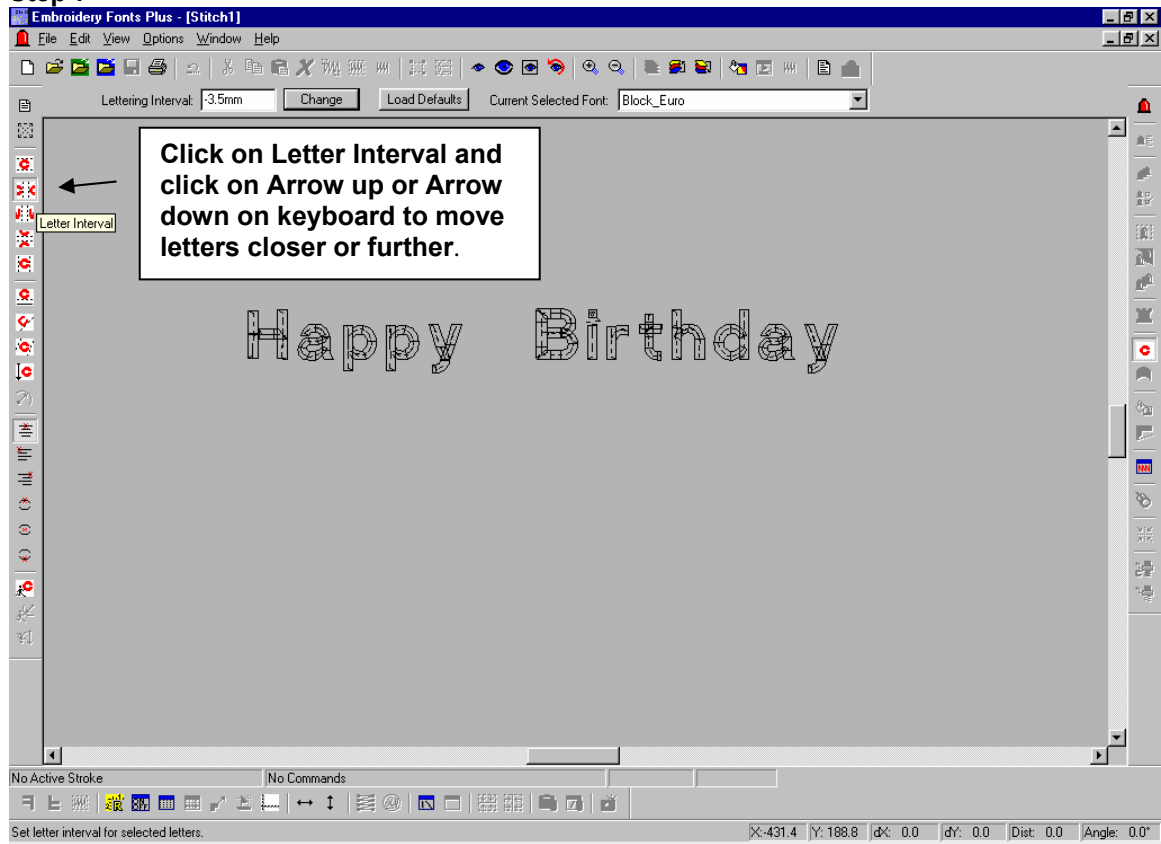 Embroidery Fonts Plus - [Stitch1]
File Edit View Options Window Help
Lettering Interval: -3.5mm Change Load Defaults Current Selected Font: Block_Euro
Click on Letter Interval and
click on Arrow up or Arrow
down on keyboard to move
letters closer or further.
Letter Interval
Happy Birthday
No Active Stroke No Commands
Set letter interval for selected letters. X:-431.4 Y: 188.8 dX: 0.0 dY: 0.0 Dist: 0.0 Angle: 0.0°